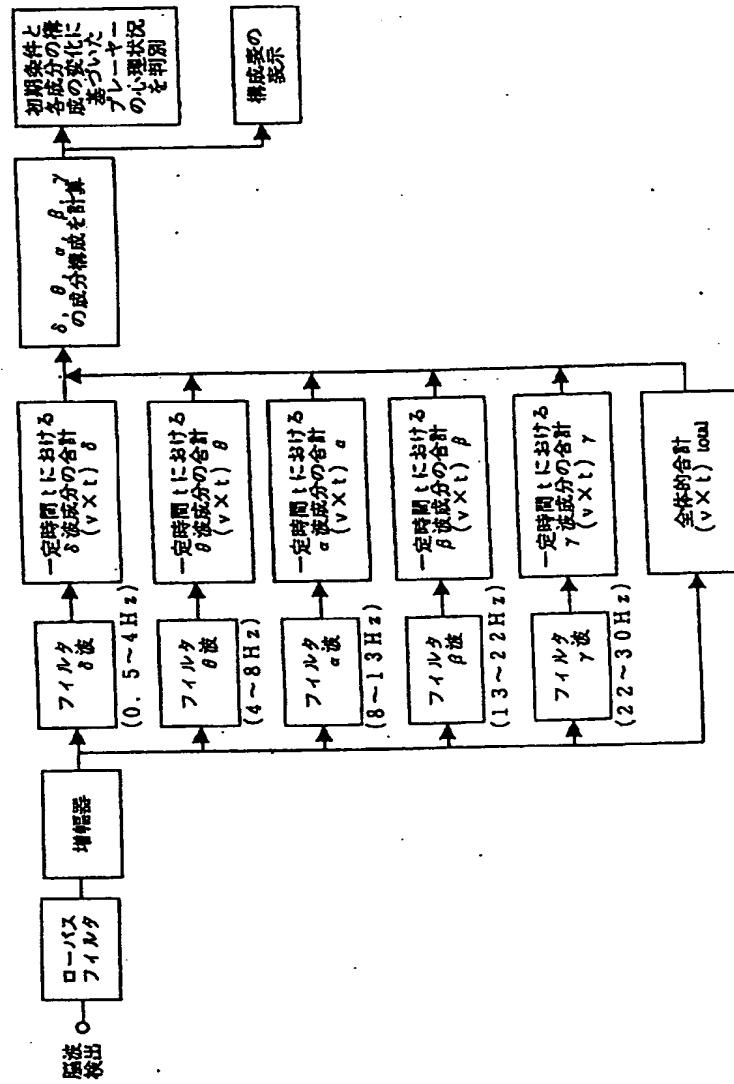 脳波
検出
ローパス
フィルタ
増幅器
フィルタ
δ波
(0. 5~4Hz)
フィルタ
θ波
(4~8Hz)
フィルタ
α波
(8~13Hz)
フィルタ
β波
(13~22Hz)
フィルタ
γ波
(22~30Hz)
一定時間tにおける
δ波成分の合計
(v×t) δ
一定時間tにおける
θ波成分の合計
(v×t) θ
一定時間tにおける
α波成分の合計
(v×t) α
一定時間tにおける
β波成分の合計
(v×t) β
一定時間tにおける
γ波成分の合計
(v×t) γ
全体的合計
(v×t) total
δ, θ, α, β, γ
の成分構成を計算
初期条件と
各成分の構
成の変化に
基づいた
プレーヤー
の心理状況
を判別
構成表の
表示